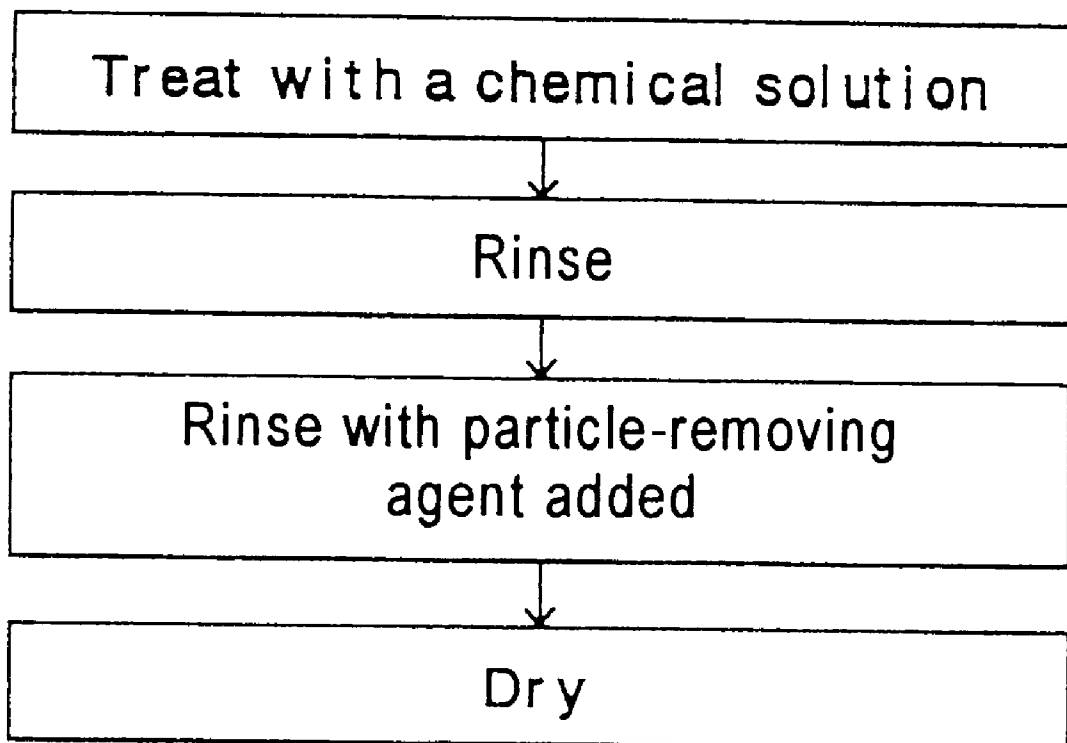 Treat with a chemical solution
Rinse
Rinse with particle-removing
agent added
Dry